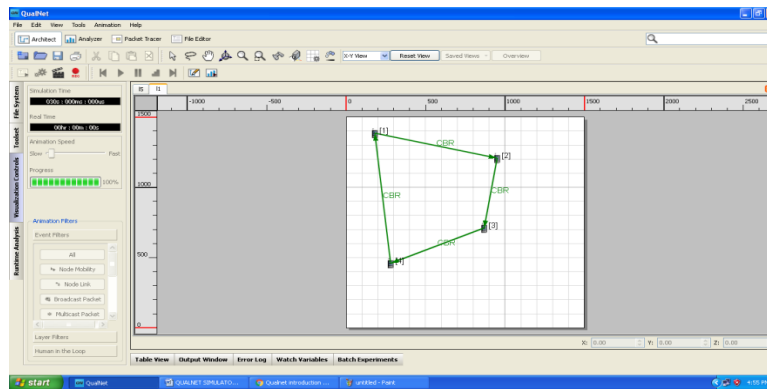 QualNet
File Edit View Tools Animation Help
Architect Analyzer Packet Tracer File Editor
X-Y View Reset View Saved Views Overview
Simulation Time
Real Time
00hr : 00m : 00s
Animation Speed
Slow Fast
Progress
100%
Animation Filters
Event Filters
All
Node Mobility
Node Link
Broadcast Packet
Multicast Packet
Layer Filters
Human in the Loop
File System
Toolset
Visualization Controls
Runtime Analysis
-1000 -500 0 500 1000 1500 2000 2500
1500
1000
500
0
[1]
CBR
[2]
CBR
CBR
[3]
CBR
X: 0.00 Y: 0.00 Z: 0.00
Table View Output Window Error Log Watch Variables Batch Experiments
start QualNet QUALNET SIMULATO... Qualnet introduction ... untitled - Paint